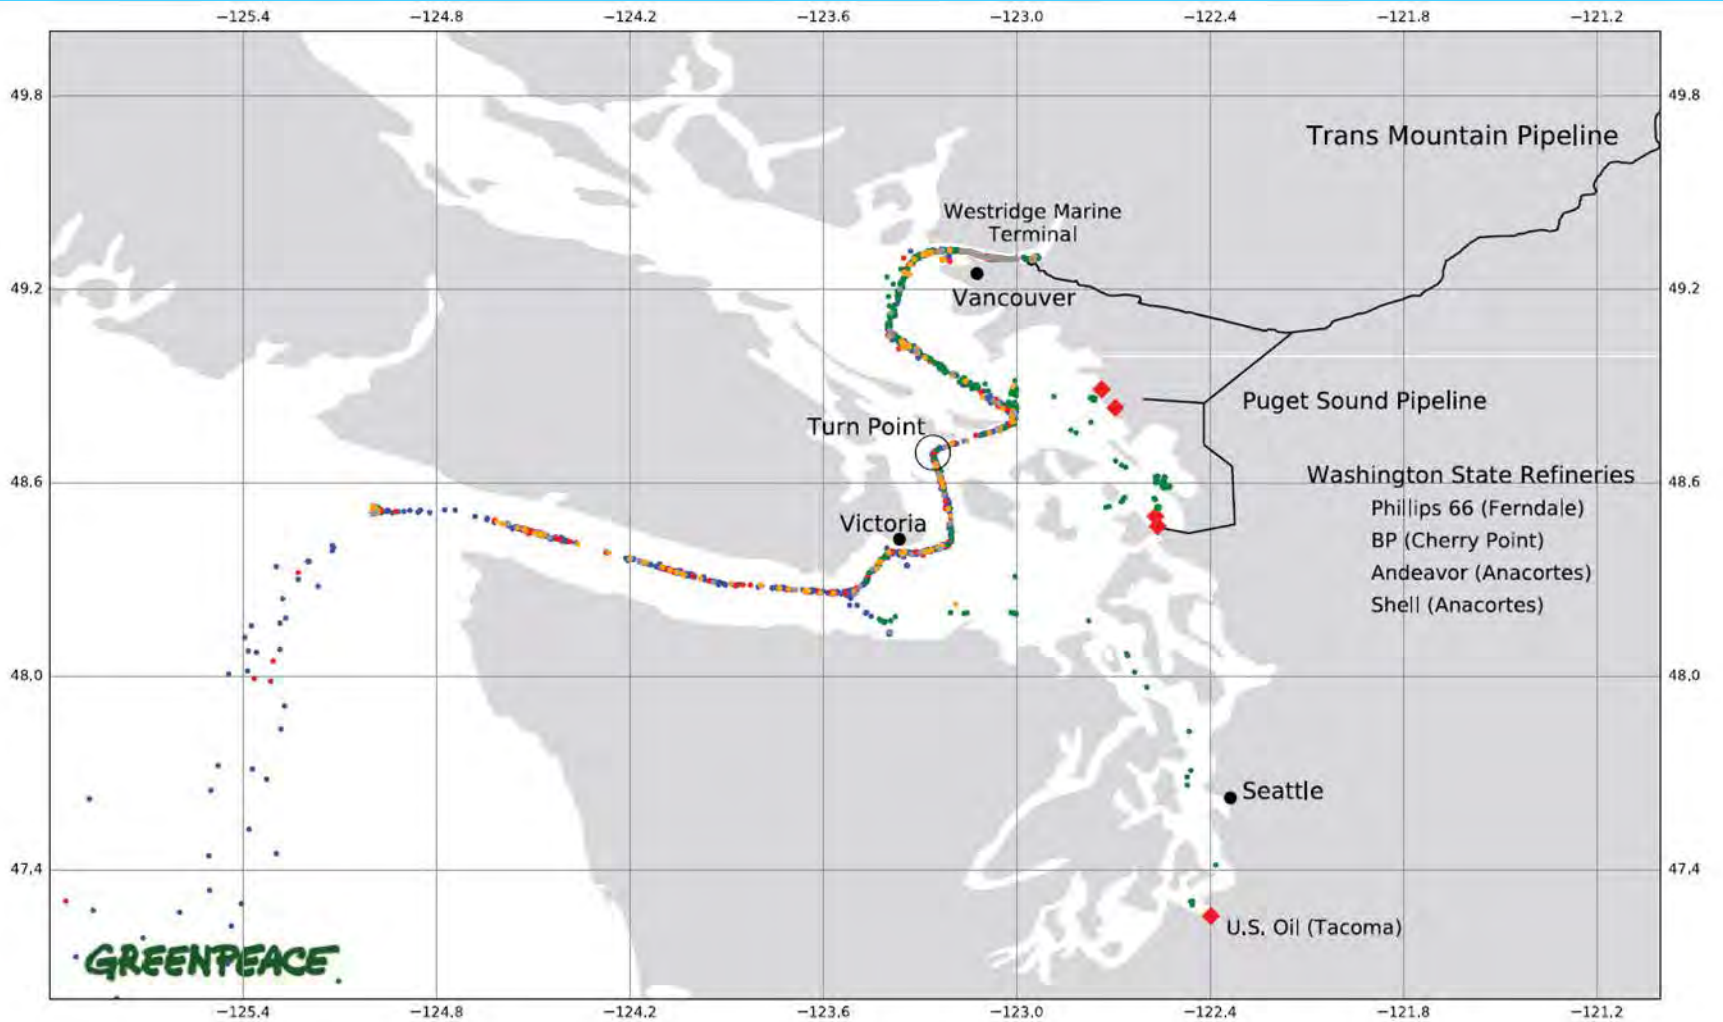 −125.4 −124.8 −124.2 −123.6 −123.0 −122.4 −121.8 −121.2
49.8 49.8
Trans Mountain Pipeline
Westridge Marine
Terminal
49.2 49.2
Vancouver
Puget Sound Pipeline
Turn Point
48.6 48.6
Washington State Refineries
Phillips 66 (Ferndale)
Victoria
BP (Cherry Point)
Andeavor (Anacortes)
Shell (Anacortes)
48.0 48.0
Seattle
47.4 47.4
U.S. Oil (Tacoma)
GREENPEACE
−125.4 −124.8 −124.2 −123.6 −123.0 −122.4 −121.8 −121.2